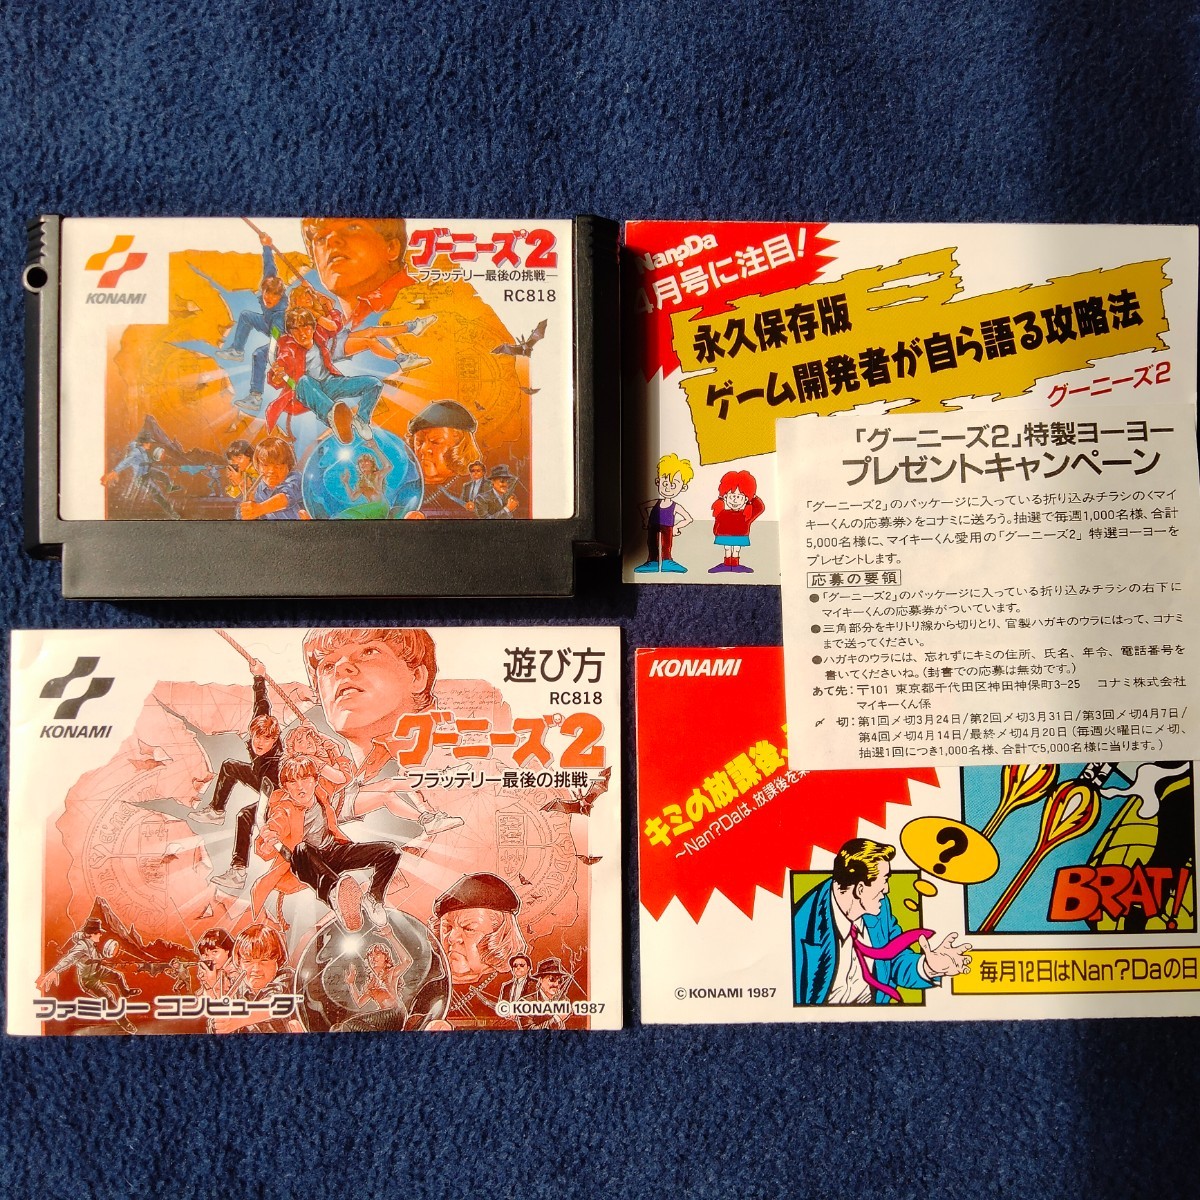 KONAMI
グーニーズ2
―フラッテリー最後の挑戦―
RC818
Nan?Da
4月号に注目!
永久保存版
ゲーム開発者が自ら語る攻略法
グーニーズ2
「グーニーズ2」特製ヨーヨー
プレゼントキャンペーン
「グーニーズ2」のパッケージに入っている折り込みチラシの〈マイ
キーくんの応募券〉をコナミに送ろう。抽選で毎週1,000名様、合計
5,000名様に、マイキーくん愛用の「グーニーズ2」特選ヨーヨーを
プレゼントします。
応募の要領
●「グーニーズ2」のパッケージに入っている折り込みチラシの右下に
マイキーくんの応募券がついています。
●三角部分をキリトリ線から切りとり、官製ハガキのウラにはって、コナミ
まで送ってください。
●ハガキのウラには、忘れずにキミの住所、氏名、年令、電話番号を
書いてくださいね。(封書での応募は無効です。)
あて先:〒101 東京都千代田区神田神保町3-25 コナミ株式会社
マイキーくん係
〆 切:第1回〆切3月24日/第2回〆切3月31日/第3回〆切4月7日/
第4回〆切4月14日/最終〆切4月20日(毎週火曜日に〆切、
抽選1回につき1,000名様、合計で5,000名様に当ります。)
KONAMI
遊び方
RC818
グーニーズ2
―フラッテリー最後の挑戦―
ファミリー コンピュータ
© KONAMI 1987
KONAMI
キミの放課後
~Nan?Daは、放課後を
?
BRAT!
毎月12日はNan?Daの日
© KONAMI 1987